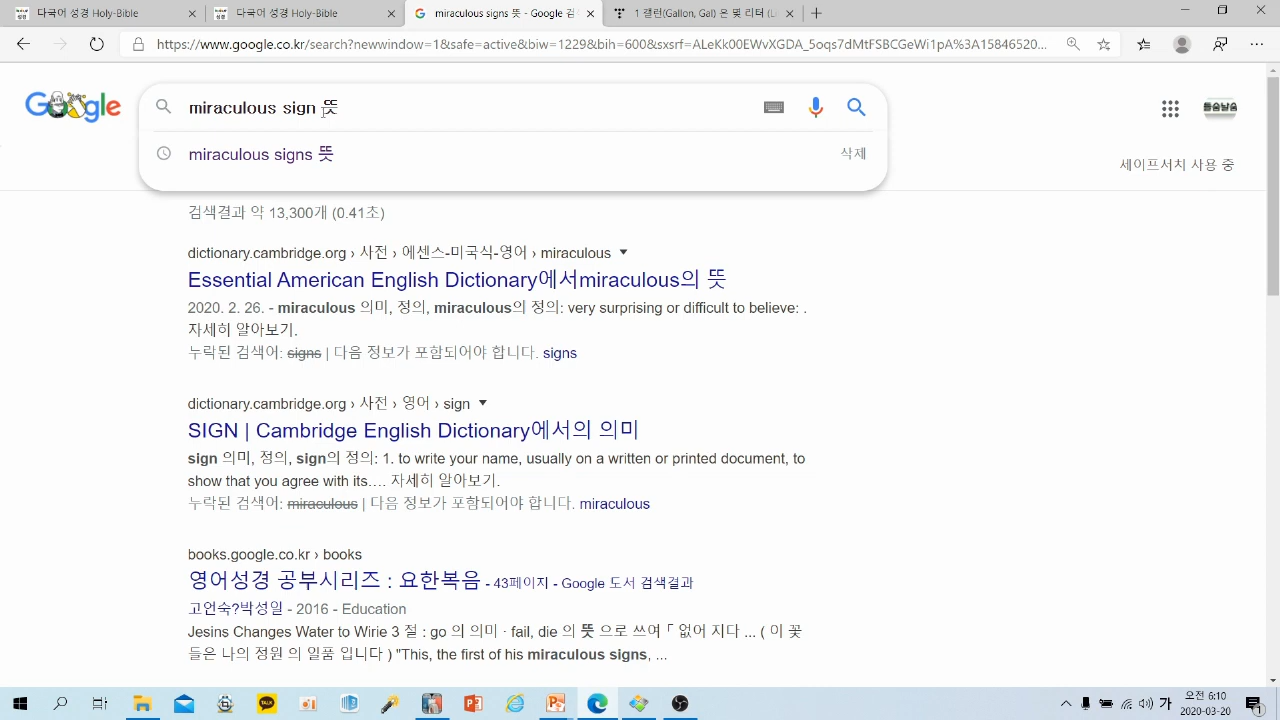 다국어 성경 Holy-Bible
다국어 성경 Holy-Bible
miraculous signs 뜻 - Google 검
1 갤런(Gallon, Gal) 은 몇 리터 (L
https://www.google.co.kr/search?newwindow=1&safe=active&biw=1229&bih=600&sxsrf=ALeKk00EWvXGDA_5oqs7dMtFSBCGeWi1pA%3A15846520...
Google
miraculous sign 뜻
들숨날숨
miraculous signs 뜻
삭제
세이프서치 사용 중
검색결과 약 13,300개 (0.41초)
dictionary.cambridge.org › 사전 › 에센스-미국식-영어 › miraculous
Essential American English Dictionary에서miraculous의 뜻
2020. 2. 26. - miraculous 의미, 정의, miraculous의 정의: very surprising or difficult to believe: .
자세히 알아보기.
누락된 검색어: signs | 다음 정보가 포함되어야 합니다. signs
dictionary.cambridge.org › 사전 › 영어 › sign
SIGN | Cambridge English Dictionary에서의 의미
sign 의미, 정의, sign의 정의: 1. to write your name, usually on a written or printed document, to
show that you agree with its…. 자세히 알아보기.
누락된 검색어: miraculous | 다음 정보가 포함되어야 합니다. miraculous
books.google.co.kr › books
영어성경 공부시리즈 : 요한복음 - 43페이지 - Google 도서 검색결과
고언숙?박성일 - 2016 - Education
Jesins Changes Water to Wirie 3 절 : go 의 의미 · fail, die 의 뜻 으로 쓰여 「 없어 지다 ... ( 이 꽃
들은 나의 정원 의 일품 입니다 ) "This, the first of his miraculous signs, ...
TALK
가
오전 6:10
2020-03-20
1